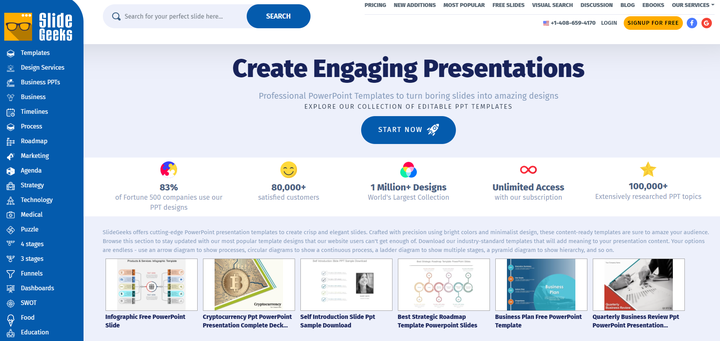 Slide
Geeks
Search for your perfect slide here...
SEARCH
PRICING NEW ADDITIONS MOST POPULAR FREE SLIDES VISUAL SEARCH DISCUSSION BLOG EBOOKS OUR SERVICES
+1-408-659-4170 LOGIN SIGNUP FOR FREE
Templates
Design Services
Business PPTs
Business
Timelines
Process
Roadmap
Marketing
Agenda
Strategy
Technology
Medical
Puzzle
4 stages
3 stages
Funnels
Dashboards
SWOT
Food
Education
Create Engaging Presentations
Professional PowerPoint Templates to turn boring slides into amazing designs
EXPLORE OUR COLLECTION OF EDITABLE PPT TEMPLATES
START NOW
83%
of Fortune 500 companies use our
PPT designs
80,000+
satisfied customers
1 Million+ Designs
World's Largest Collection
Unlimited Access
with our subscription
100,000+
Extensively researched PPT topics
SlideGeeks offers cutting-edge PowerPoint presentation templates to create crisp and elegant slides. Crafted with precision using bright colors and minimalist design, these content-ready templates are sure to amaze your audience.
Browse this section to stay updated with our most popular template designs that our website users can't get enough of. Download our industry-standard templates that will add meaning to your presentation content. Your options
are endless - use an arrow diagram to show processes, circular diagrams to show a continuous process, a ladder diagram to show multiple stages, a pyramid diagram to show hierarchy, and so on.
Cryptocurrency
Business
Plan
Quarterly
Business Review
Infographic Free PowerPoint
Slide
Cryptocurrency Ppt PowerPoint
Presentation Complete Deck...
Self Introduction Slide Ppt
Sample Download
Best Strategic Roadmap
Template PowerPoint Slides
Business Plan Free PowerPoint
Template
Quarterly Business Review Ppt
PowerPoint Presentation...